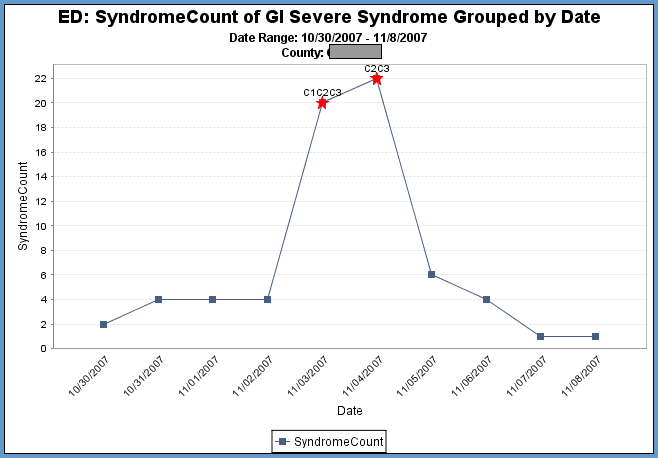 ED: SyndromeCount of GI Severe Syndrome Grouped by Date
Date Range: 10/30/2007 - 11/8/2007
County:
C2C3
C1C2C3
22
20
18
16
14
12
10
8
6
4
2
0
SyndromeCount
10/30/2007
10/31/2007
11/01/2007
11/02/2007
11/03/2007
11/04/2007
11/05/2007
11/06/2007
11/07/2007
11/08/2007
Date
SyndromeCount